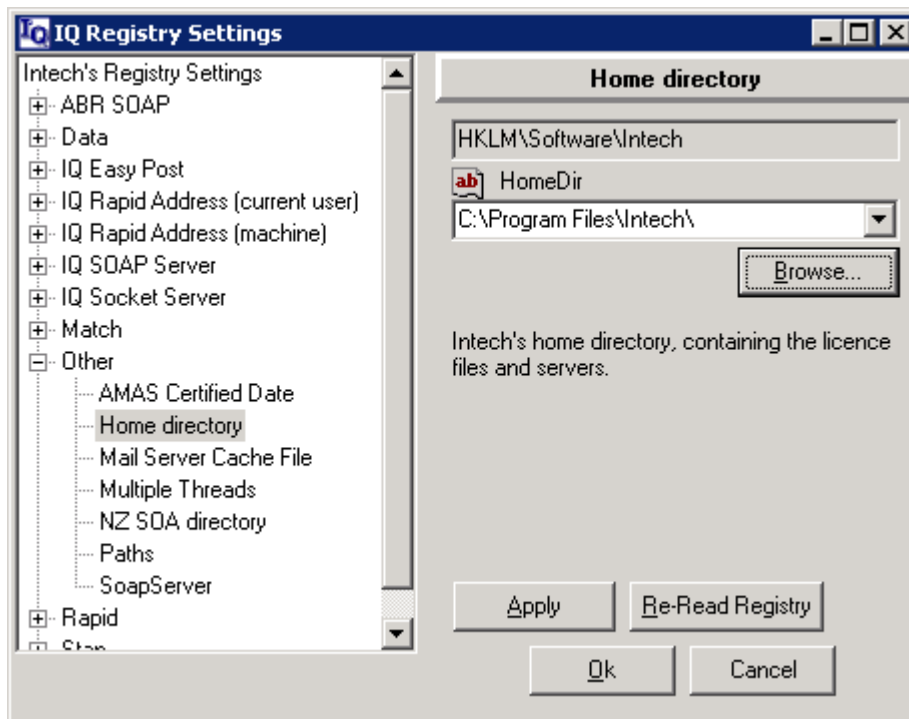 IQ IQ Registry Settings
Intech's Registry Settings
ABR SOAP
Data
IQ Easy Post
IQ Rapid Address (current user)
IQ Rapid Address (machine)
IQ SOAP Server
IQ Socket Server
Match
Other
AMAS Certified Date
Home directory
Mail Server Cache File
Multiple Threads
NZ SOA directory
Paths
SoapServer
Rapid
Home directory
HKLM\Software\Intech
ab HomeDir
C:\Program Files\Intech\
Browse...
Intech's home directory, containing the licence
files and servers.
Apply Re-Read Registry
Ok Cancel